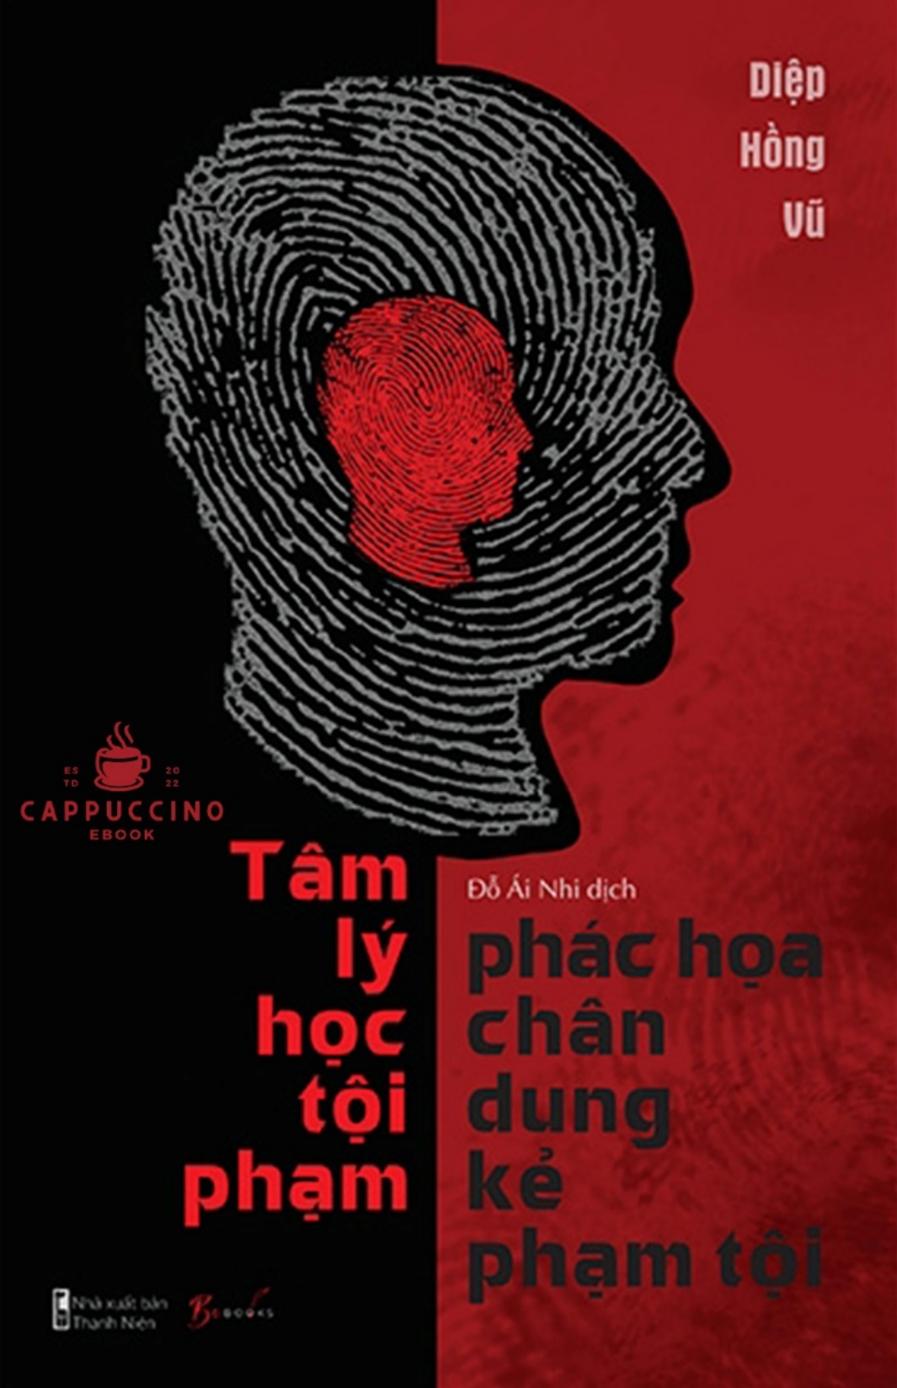 Diệp
Hồng
Vũ
ES
TD
20
22
CAPPUCCINO
EBOOK
Tâm
lý
học
tội
phạm
Đỗ Ái Nhi dịch
phác họa
chân
dung
kẻ
phạm tội
Nhà xuất bản
Thanh Niên
BOOKS